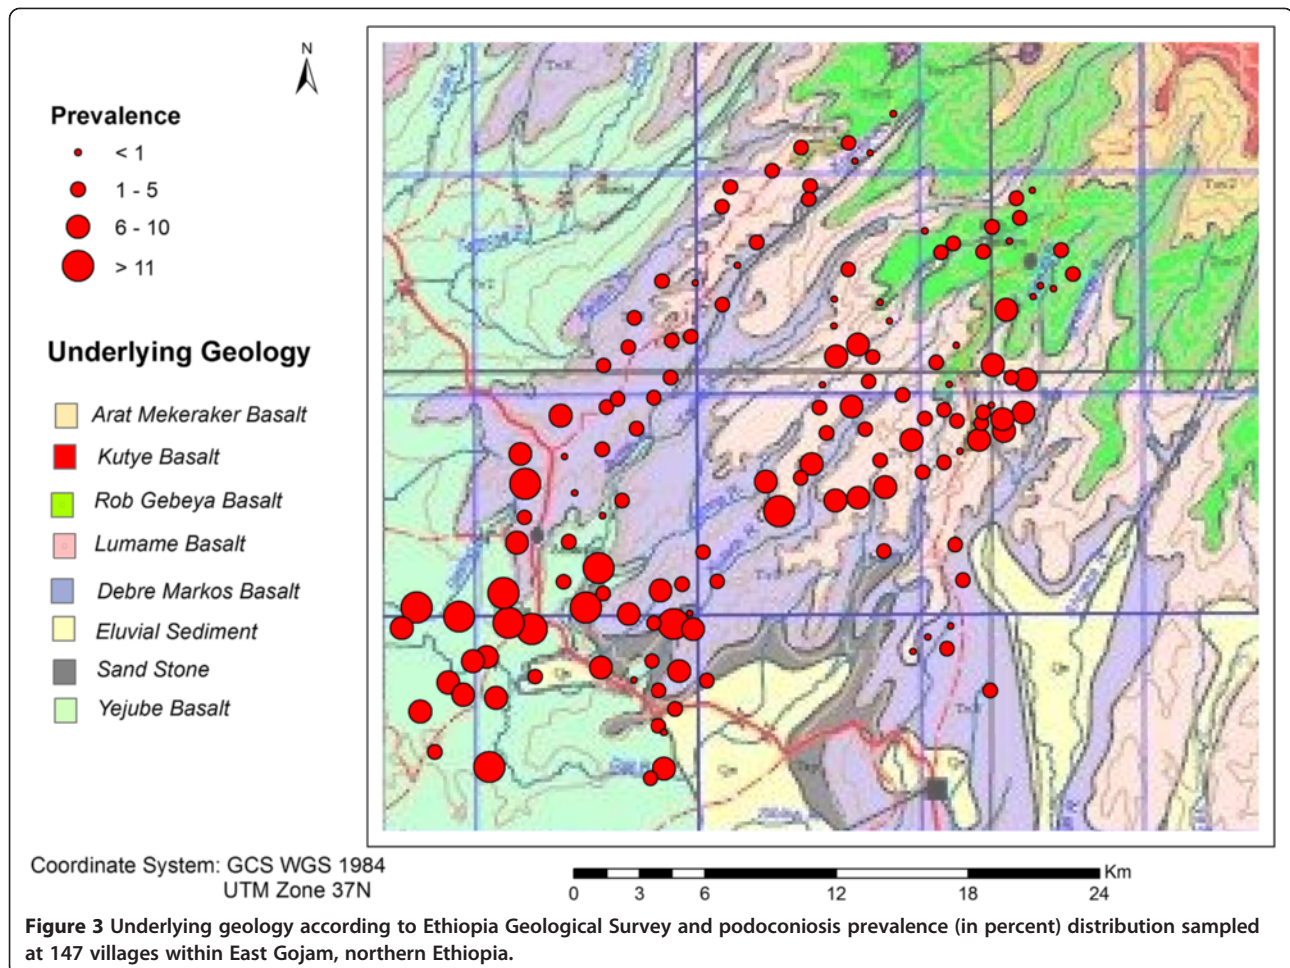 N
Prevalence
< 1
1 - 5
6 - 10
> 11
Underlying Geology
Arat Mekeraker Basalt
Kutye Basalt
Rob Gebeya Basalt
Lumame Basalt
Debre Markos Basalt
Eluvial Sediment
Sand Stone
Yejube Basalt
Coordinate System: GCS WGS 1984
UTM Zone 37N
Km
0 3 6 12 18 24
Figure 3 Underlying geology according to Ethiopia Geological Survey and podoconiosis prevalence (in percent) distribution sampled
at 147 villages within East Gojam, northern Ethiopia.